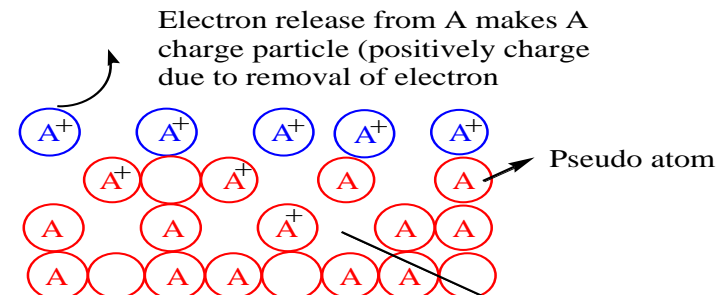 Electron release from A makes A
charge particle (positively charge
due to removal of electron
A+ A+ A+ A+ A+
A+ A+ A A
Pseudo atom
A A A+ A A
A A A A A